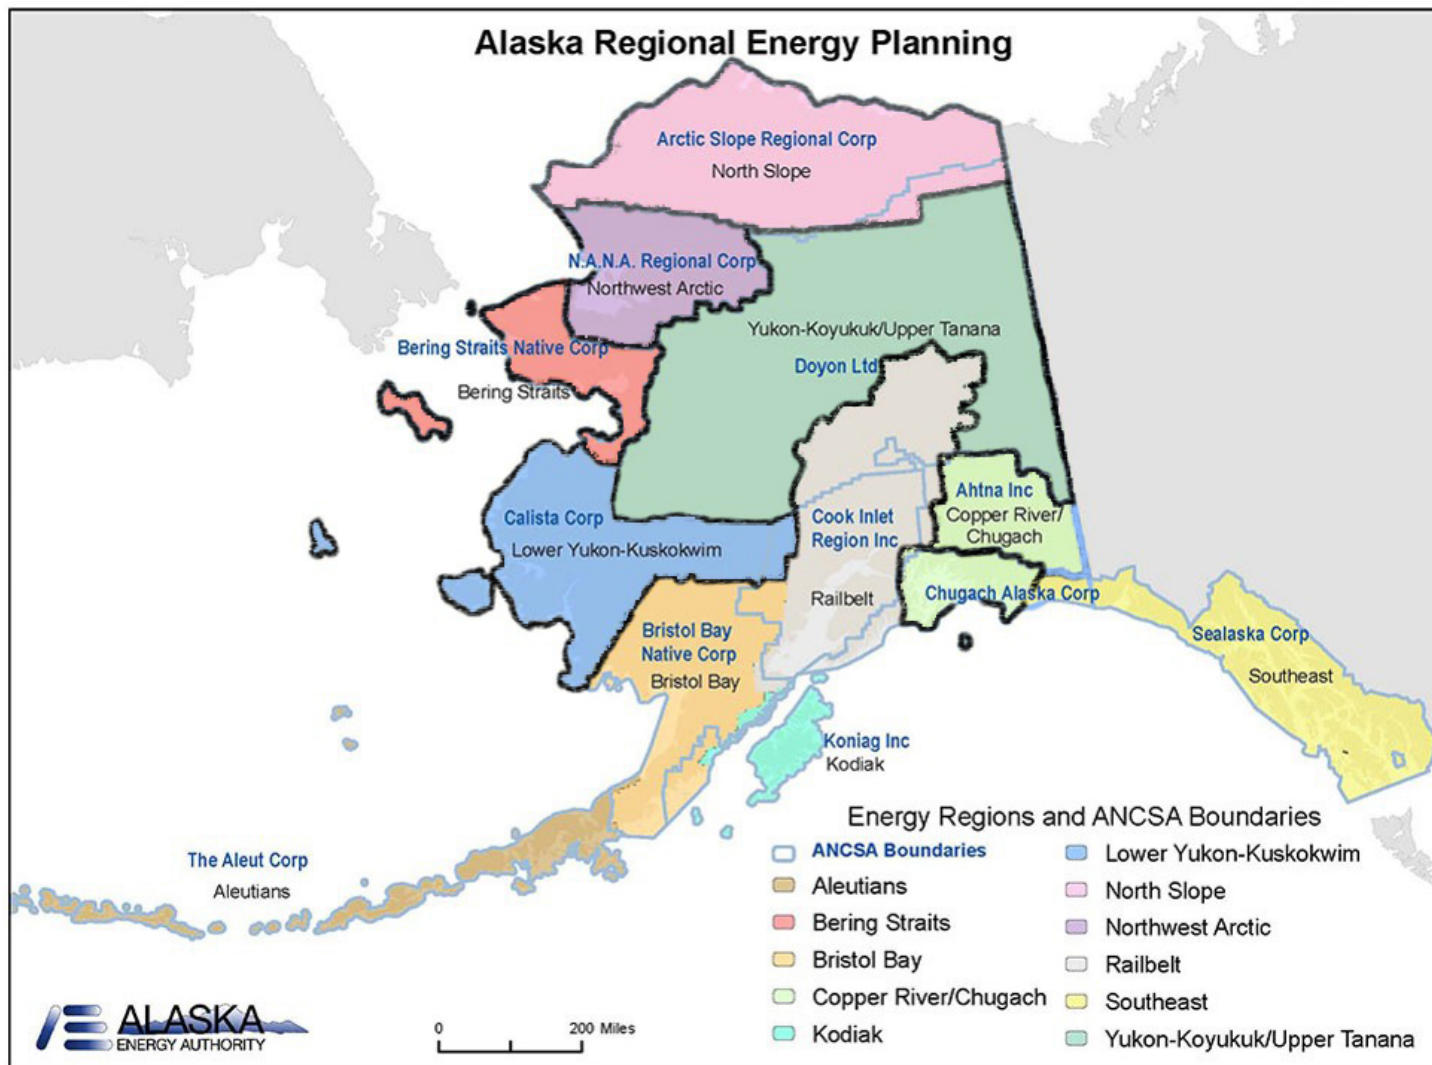 Alaska Regional Energy Planning
Arctic Slope Regional Corp
North Slope
N.A.N.A. Regional Corp
Northwest Arctic
Yukon-Koyukuk/Upper Tanana
Doyon Ltd
Bering Straits Native Corp
Bering Straits
Calista Corp
Lower Yukon-Kuskokwim
Cook Inlet
Region Inc
Railbelt
Ahtna Inc
Copper River/
Chugach
Chugach Alaska Corp
Bristol Bay
Native Corp
Bristol Bay
Sealaska Corp
Southeast
Koniag Inc
Kodiak
The Aleut Corp
Aleutians
Energy Regions and ANCSA Boundaries
ANCSA Boundaries
Aleutians
Bering Straits
Bristol Bay
Copper River/Chugach
Kodiak
Lower Yukon-Kuskokwim
North Slope
Northwest Arctic
Railbelt
Southeast
Yukon-Koyukuk/Upper Tanana
ALASKA
ENERGY AUTHORITY
0 200 Miles